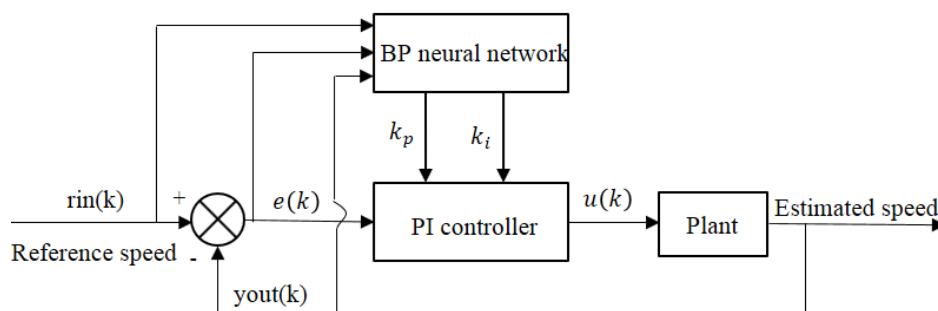 BP neural network
k_p
k_i
rin(k)
+
e(k)
PI controller
u(k)
Plant
Estimated speed
Reference speed
-
yout(k)